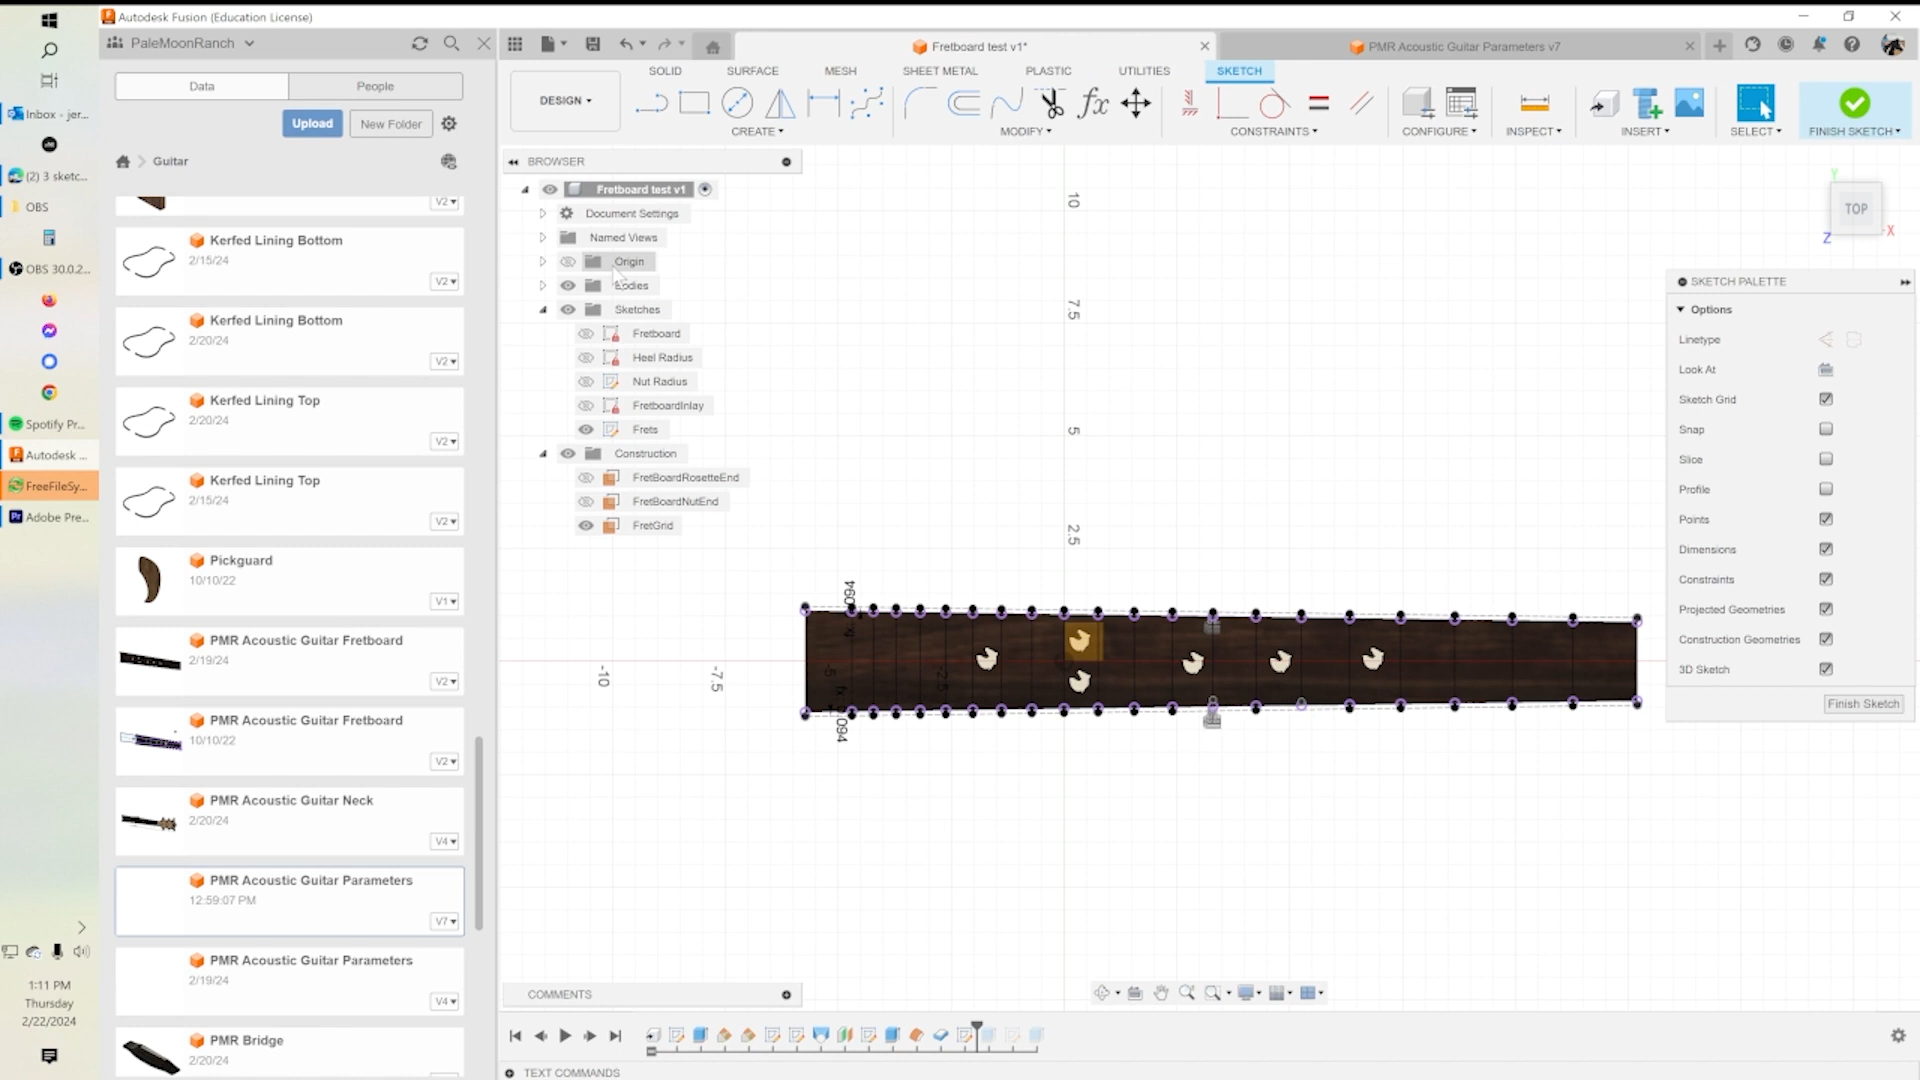 Autodesk Fusion (Education License)
PaleMoonRanch
Fretboard test v1*
PMR Acoustic Guitar Parameters v7
Data
People
Upload
New Folder
Guitar
V2
Kerfed Lining Bottom
2/15/24
V2
Kerfed Lining Bottom
2/20/24
V2
Kerfed Lining Top
2/20/24
V2
Kerfed Lining Top
2/15/24
V2
Pickguard
10/10/22
V1
PMR Acoustic Guitar Fretboard
2/19/24
V2
PMR Acoustic Guitar Fretboard
10/10/22
V2
PMR Acoustic Guitar Neck
2/20/24
V4
PMR Acoustic Guitar Parameters
12:59:07 PM
V7
PMR Acoustic Guitar Parameters
2/19/24
V4
PMR Bridge
2/20/24
Inbox - jer...
(2) 3 sketc...
OBS
OBS 30.0.2...
Spotify Pr...
Autodesk ...
FreeFileSy...
Adobe Pre...
1:11 PM
Thursday
2/22/2024
SOLID
SURFACE
MESH
SHEET METAL
PLASTIC
UTILITIES
SKETCH
DESIGN
CREATE
MODIFY
CONSTRAINTS
CONFIGURE
INSPECT
INSERT
SELECT
FINISH SKETCH
BROWSER
Fretboard test v1
Document Settings
Named Views
Origin
Bodies
Sketches
Fretboard
Heel Radius
Nut Radius
FretboardInlay
Frets
Construction
FretBoardRosetteEnd
FretBoardNutEnd
FretGrid
10
7.5
5
2.5
-10
-7.5
-5
-2.5
TOP
Y
Z
X
SKETCH PALETTE
Options
Linetype
Look At
Sketch Grid
Snap
Slice
Profile
Points
Dimensions
Constraints
Projected Geometries
Construction Geometries
3D Sketch
Finish Sketch
COMMENTS
TEXT COMMANDS